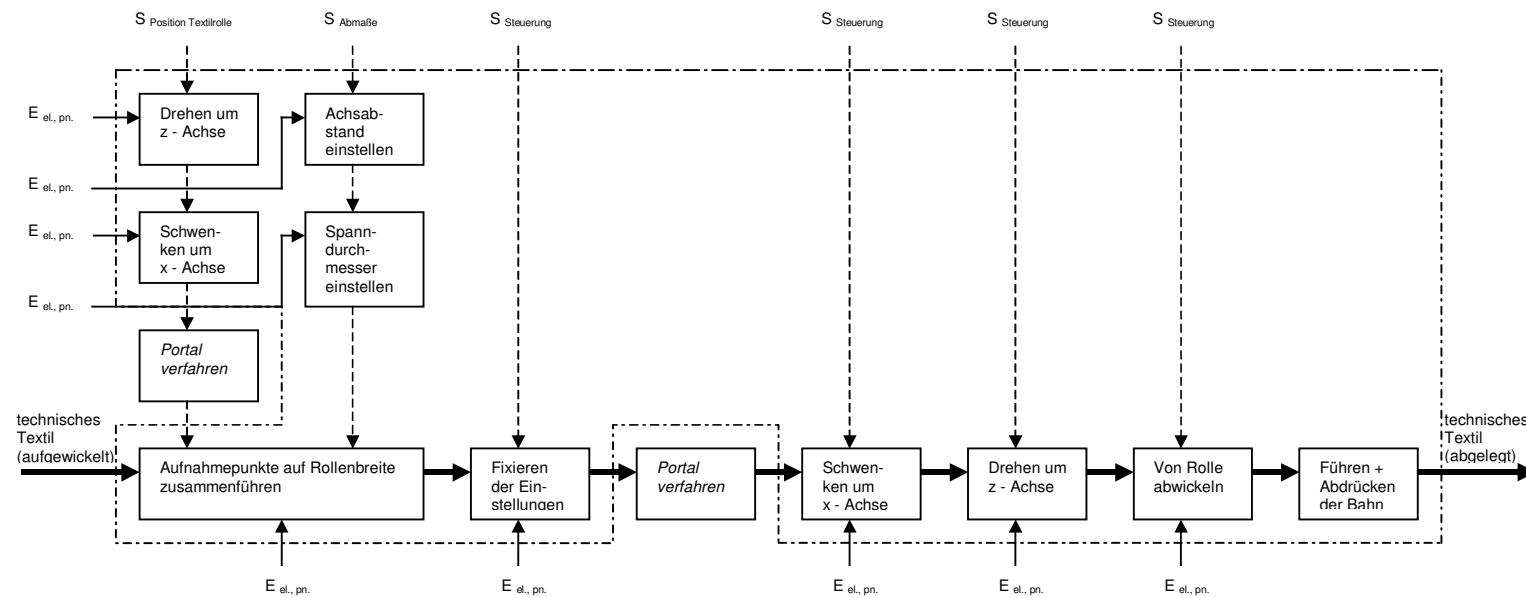 S Position Textilrolle
S Abmaße
S Steuerung
S Steuerung
S Steuerung
S Steuerung
E el., pn.
Drehen um
z - Achse
Achsab-
stand
einstellen
E el., pn.
E el., pn.
Schwen-
ken um
x - Achse
Spann-
durch-
messer
einstellen
E el., pn.
Portal
verfahren
technisches
Textil
(aufgewickelt)
Aufnahmepunkte auf Rollenbreite
zusammenführen
Fixieren
der Ein-
stellungen
Portal
verfahren
Schwen-
ken um
x - Achse
Drehen um
z - Achse
Von Rolle
abwickeln
Führen +
Abdrücken
der Bahn
technisches
Textil
(abgelegt)
E el., pn.
E el., pn.
E el., pn.
E el., pn.
E el., pn.